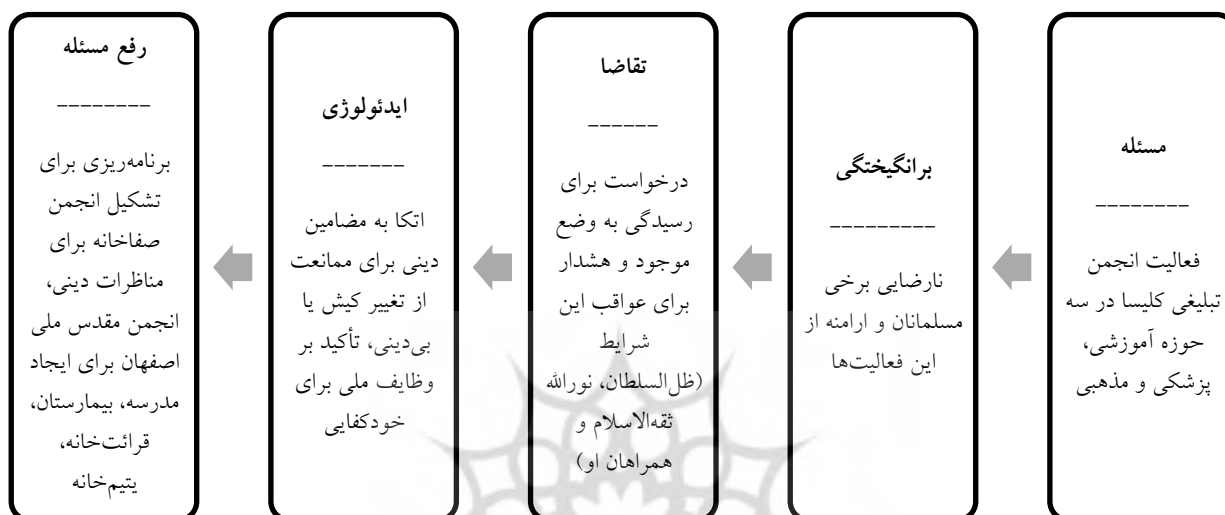 مسئله
--------
فعالیت انجمن
تبلیغی کلیسا در سه
حوزه آموزشی،
پزشکی و مذهبی
برانگیختگی
---------
نارضایی برخی
مسلمانان و ارامنه از
این فعالیت‌ها
تقاضا
------
درخواست برای
رسیدگی به وضع
موجود و هشدار
برای عواقب این
شرایط
(ظل‌السلطان، نورالله
ثقه‌الاسلام و
همراهان او)
ایدئولوژی
-------
اتکا به مضامین
دینی برای ممانعت
از تغییر کیش یا
بی‌دینی، تأکید بر
وظایف ملی برای
خودکفایی
رفع مسئله
--------
برنامه‌ریزی برای
تشکیل انجمن
صفاخانه برای
مناظرات دینی،
انجمن مقدس ملی
اصفهان برای ایجاد
مدرسه، بیمارستان،
قرائت‌خانه،
یتیم‌خانه